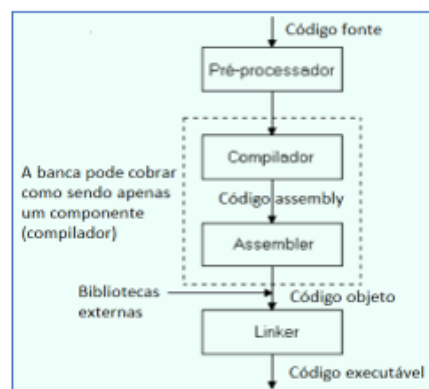 Código fonte
Pré-processador
Compilador
A banca pode cobrar
como sendo apenas
um componente
(compilador)
Código assembly
Assembler
Bibliotecas
externas
Código objeto
Linker
Código executável